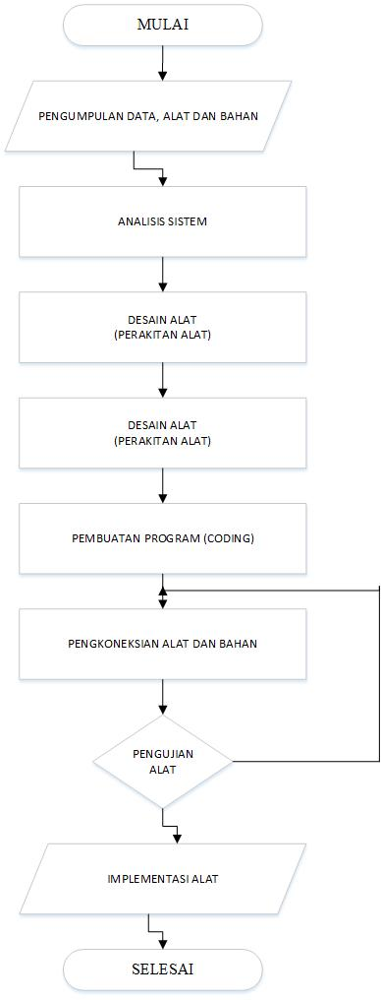 MULAI
PENGUMPULAN DATA, ALAT DAN BAHAN
ANALISIS SISTEM
DESAIN ALAT
(PERAKITAN ALAT)
DESAIN ALAT
(PERAKITAN ALAT)
PEMBUATAN PROGRAM (CODING)
PENGKONEKSIAN ALAT DAN BAHAN
PENGUJIAN
ALAT
IMPLEMENTASI ALAT
SELESAI